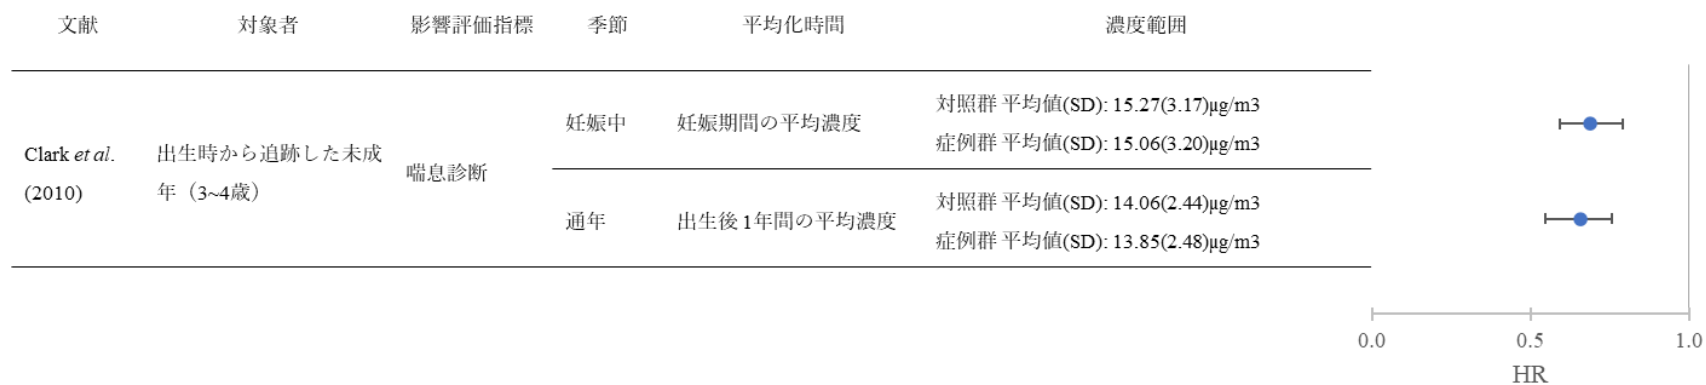 文献 対象者 影響評価指標 季節 平均化時間 濃度範囲
Clark et al.
(2010)
出生時から追跡した未成
年（3~4歳）
喘息診断
妊娠中
妊娠期間の平均濃度
対照群 平均値(SD): 15.27(3.17)μg/m3
症例群 平均値(SD): 15.06(3.20)μg/m3
通年
出生後 1年間の平均濃度
対照群 平均値(SD): 14.06(2.44)μg/m3
症例群 平均値(SD): 13.85(2.48)μg/m3
0.0 0.5 1.0
HR